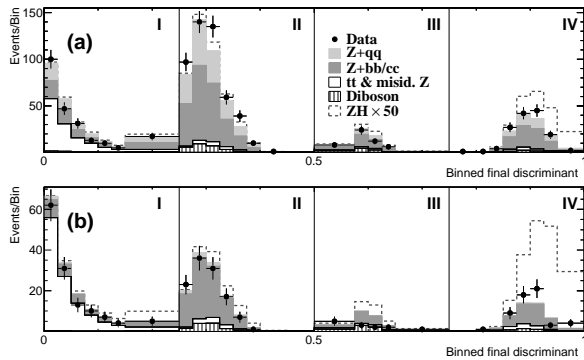 Events/Bin
150
100
50
(a)
I
II
III
IV
Data
Z+qq
Z+bb/cc
tt & misid. Z
Diboson
ZH × 50
0
0.5
1
Binned final discriminant
Events/Bin
60
40
20
(b)
I
II
III
IV
0
0.5
1
Binned final discriminant